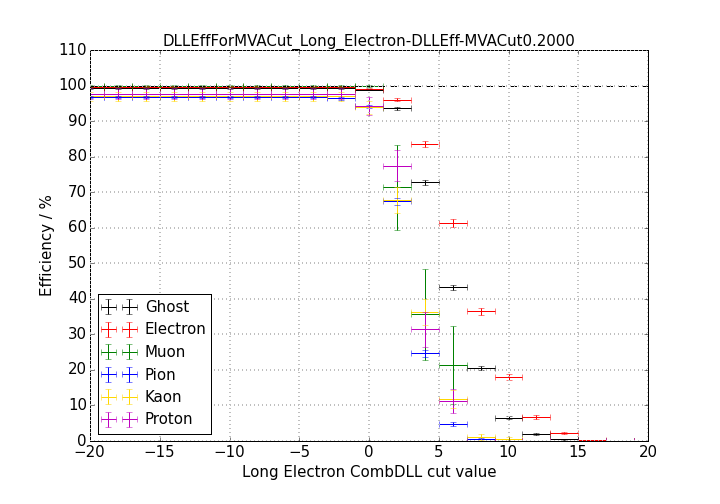 DLLEffForMVACut_Long_Electron-DLLEff-MVACut0.2000
110
100
90
80
70
60
50
40
30
20
10
0
Efficiency / %
Ghost
Electron
Muon
Pion
Kaon
Proton
−20 −15 −10 −5 0 5 10 15 20
Long Electron CombDLL cut value